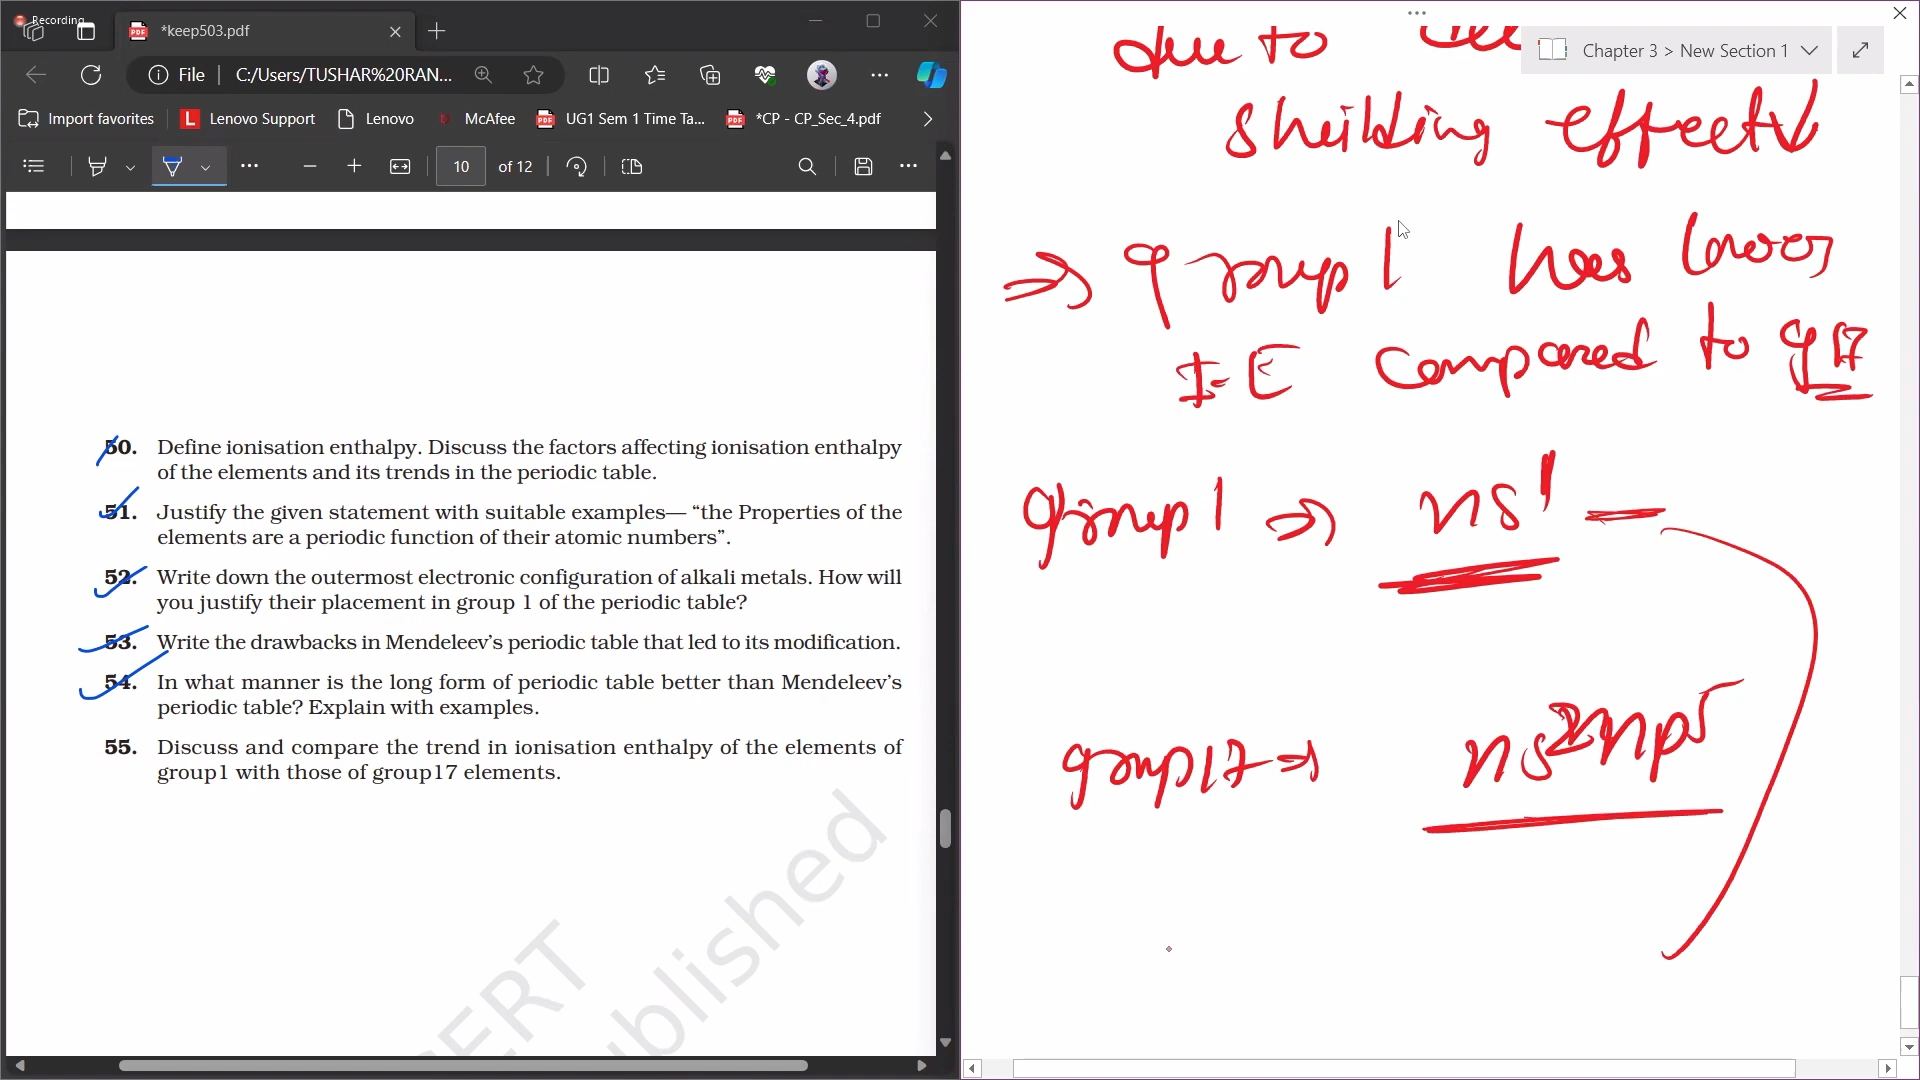 Recording
*keep503.pdf
File C:/Users/TUSHAR%20RAN...
Import favorites Lenovo Support Lenovo McAfee UG1 Sem 1 Time Ta... *CP - CP_Sec_4.pdf
10 of 12
50. Define ionisation enthalpy. Discuss the factors affecting ionisation enthalpy
of the elements and its trends in the periodic table.
51. Justify the given statement with suitable examples— “the Properties of the
elements are a periodic function of their atomic numbers”.
52. Write down the outermost electronic configuration of alkali metals. How will
you justify their placement in group 1 of the periodic table?
53. Write the drawbacks in Mendeleev’s periodic table that led to its modification.
54. In what manner is the long form of periodic table better than Mendeleev’s
periodic table? Explain with examples.
55. Discuss and compare the trend in ionisation enthalpy of the elements of
group1 with those of group17 elements.
Chapter 3 > New Section 1
due to
sheilding effect
⇒ group 1 has lower
I.E compared to g 17
group 1 ⇒ ns¹ —
group 17 ⇒ ns²np⁵